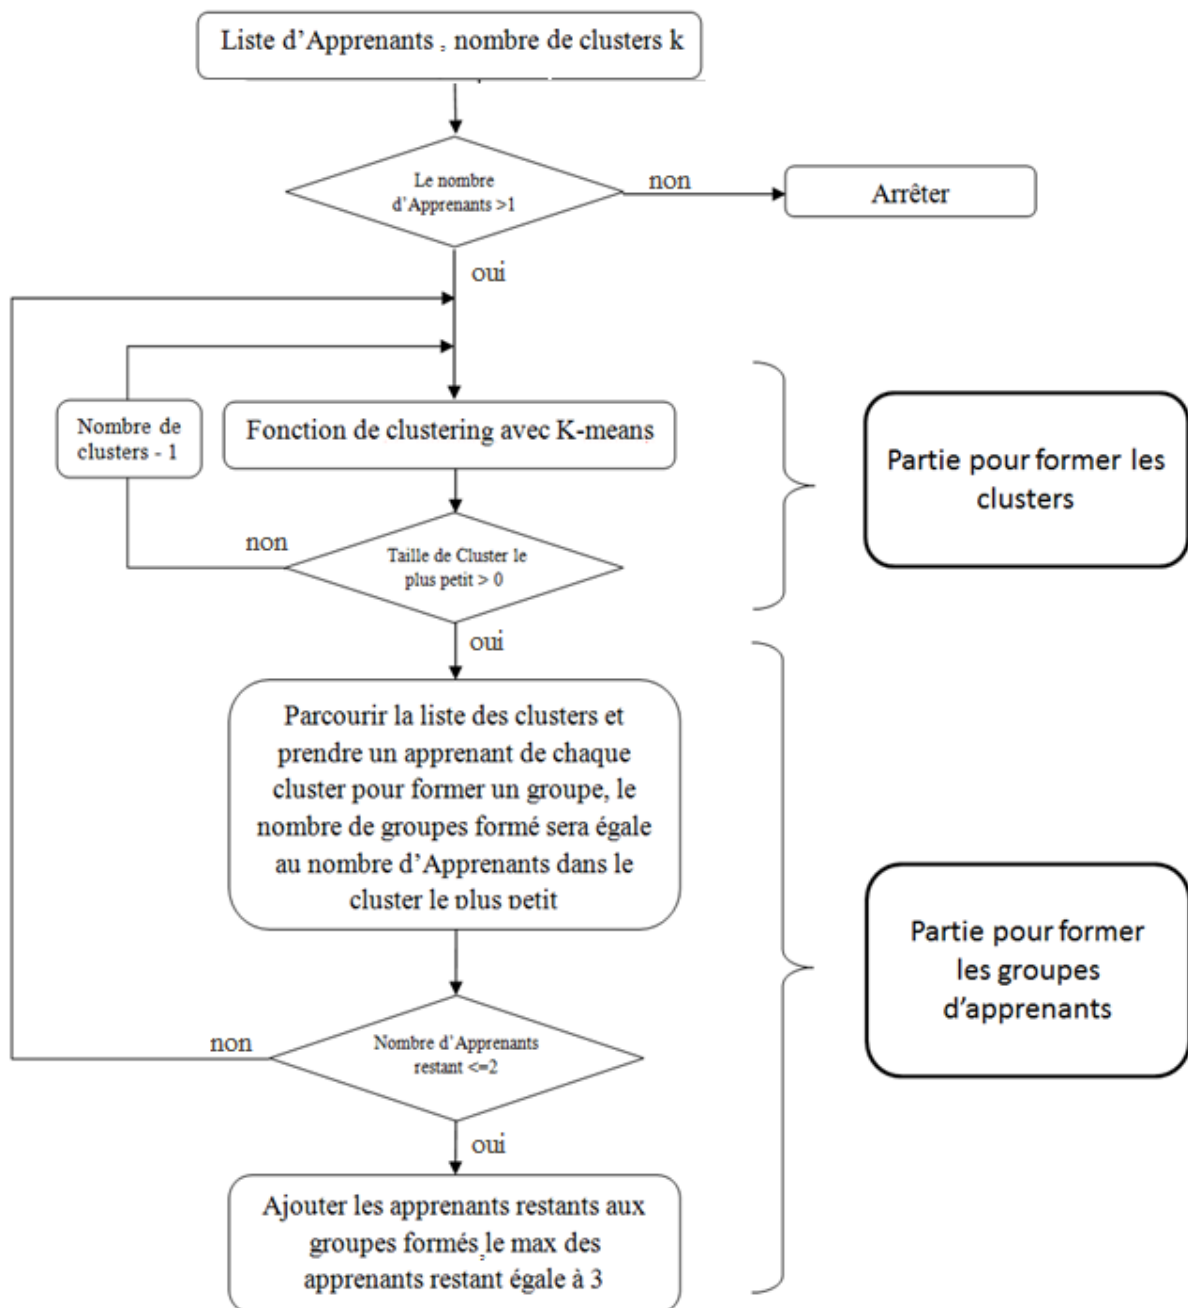 Liste d'Apprenants , nombre de clusters k
Le nombre
d'Apprenants >1
non
Arrêter
oui
Nombre de
clusters - 1
Fonction de clustering avec K-means
Partie pour former les
clusters
non
Taille de Cluster le
plus petit > 0
oui
Parcourir la liste des clusters et
prendre un apprenant de chaque
cluster pour former un groupe, le
nombre de groupes formé sera égale
au nombre d'Apprenants dans le
cluster le plus petit
Partie pour former
les groupes
d'apprenants
non
Nombre d'Apprenants
restant <=2
oui
Ajouter les apprenants restants aux
groupes formés,le max des
apprenants restant égale à 3